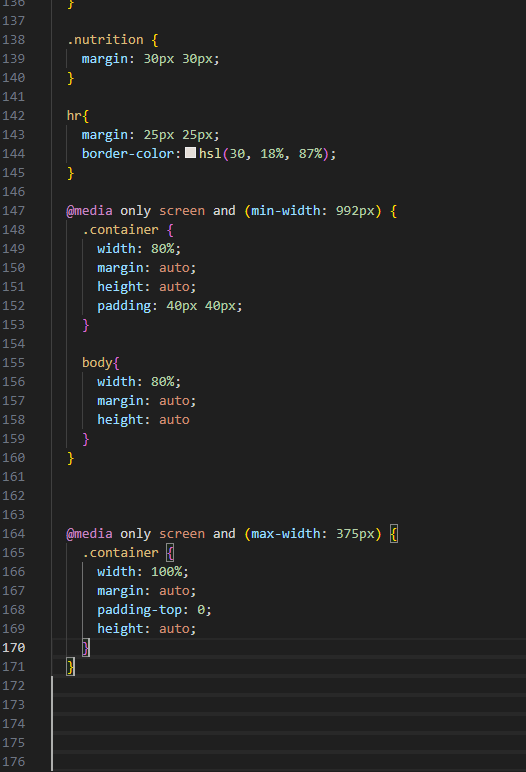 136 }
137
138 .nutrition {
139 margin: 30px 30px;
140 }
141
142 hr{
143 margin: 25px 25px;
144 border-color: hsl(30, 18%, 87%);
145 }
146
147 @media only screen and (min-width: 992px) {
148 .container {
149 width: 80%;
150 margin: auto;
151 height: auto;
152 padding: 40px 40px;
153 }
154
155 body{
156 width: 80%;
157 margin: auto;
158 height: auto
159 }
160 }
161
162
163
164 @media only screen and (max-width: 375px) {
165 .container {
166 width: 100%;
167 margin: auto;
168 padding-top: 0;
169 height: auto;
170 }
171 }
172
173
174
175
176